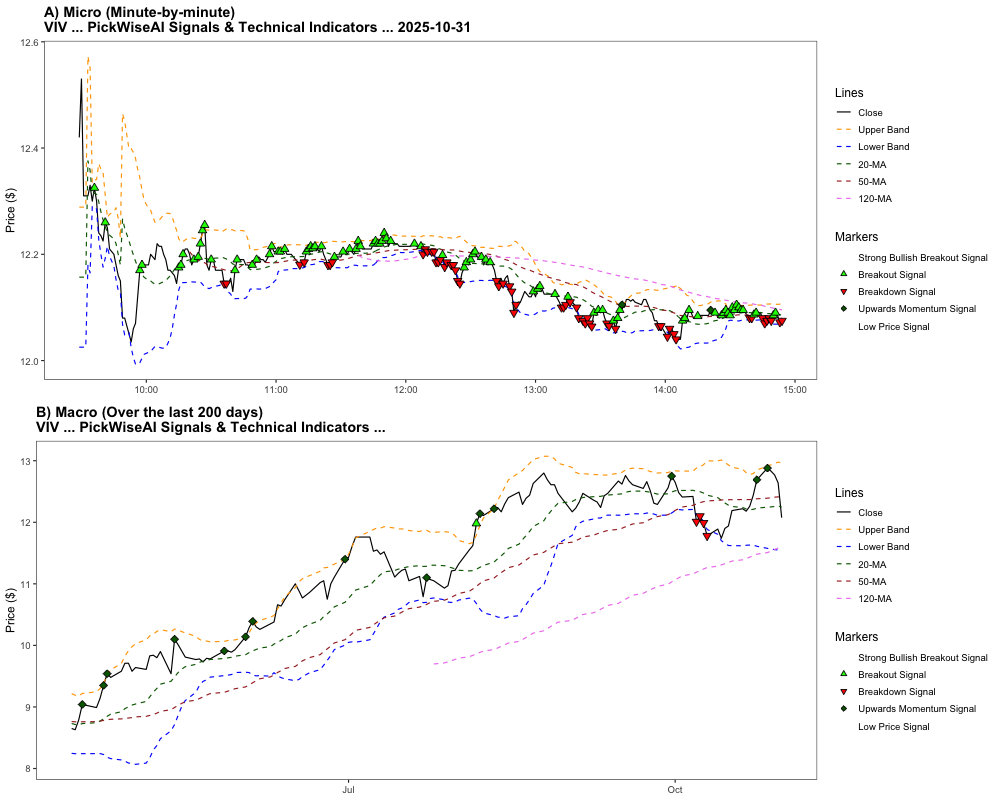 A) Micro (Minute-by-minute)
VIV ... PickWiseAI Signals & Technical Indicators ... 2025-10-31
Price ($)
12.6
12.4
12.2
12.0
10:00
11:00
12:00
13:00
14:00
15:00
Lines
Close
Upper Band
Lower Band
20-MA
50-MA
120-MA
Markers
Strong Bullish Breakout Signal
Breakout Signal
Breakdown Signal
Upwards Momentum Signal
Low Price Signal
B) Macro (Over the last 200 days)
VIV ... PickWiseAI Signals & Technical Indicators ...
Price ($)
13
12
11
10
9
8
Jul
Oct
Lines
Close
Upper Band
Lower Band
20-MA
50-MA
120-MA
Markers
Strong Bullish Breakout Signal
Breakout Signal
Breakdown Signal
Upwards Momentum Signal
Low Price Signal